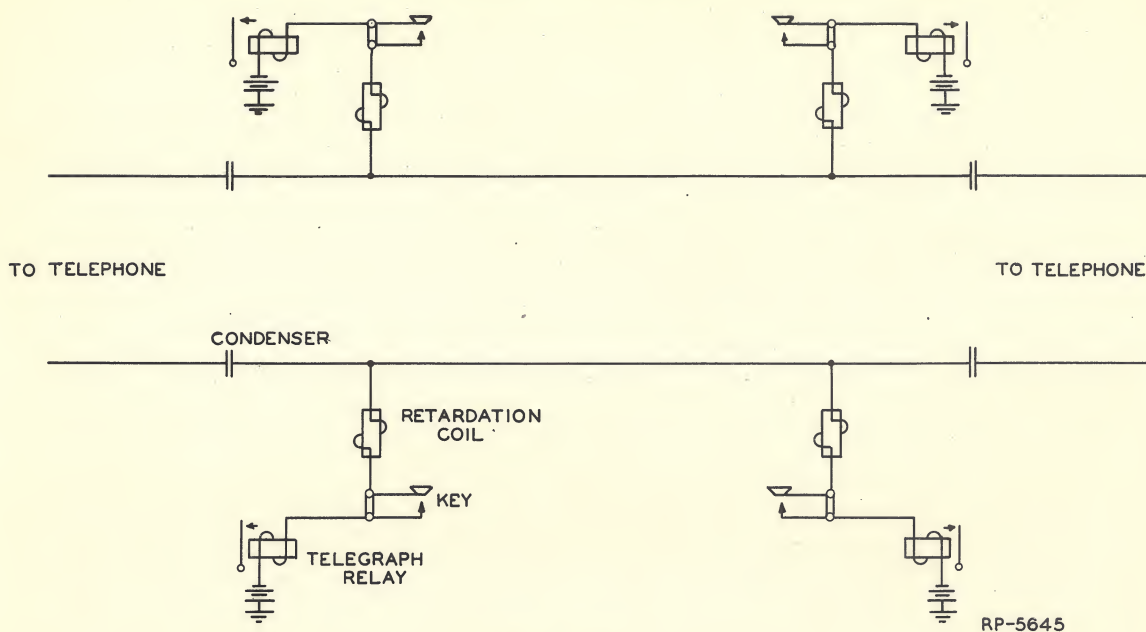 TO TELEPHONE
TO TELEPHONE
CONDENSER
RETARDATION
COIL
KEY
TELEGRAPH
RELAY
RP-5645